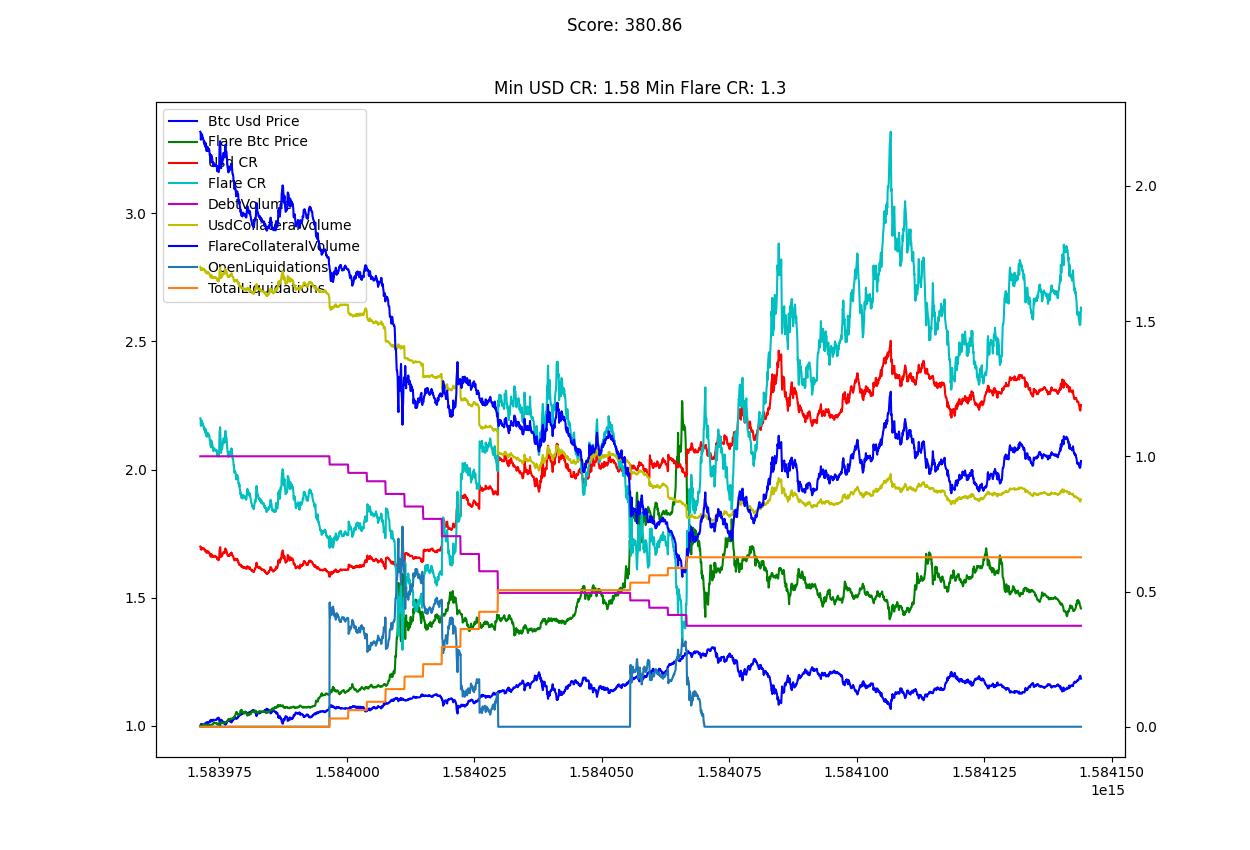 Score: 380.86
Min USD CR: 1.58 Min Flare CR: 1.3
Btc Usd Price
Flare Btc Price
Usd CR
Flare CR
DebtVolume
UsdCollateralVolume
FlareCollateralVolume
OpenLiquidations
TotalLiquidations
3.0
2.5
2.0
1.5
1.0
2.0
1.5
1.0
0.5
0.0
1.583975
1.584000
1.584025
1.584050
1.584075
1.584100
1.584125
1.584150
1e15